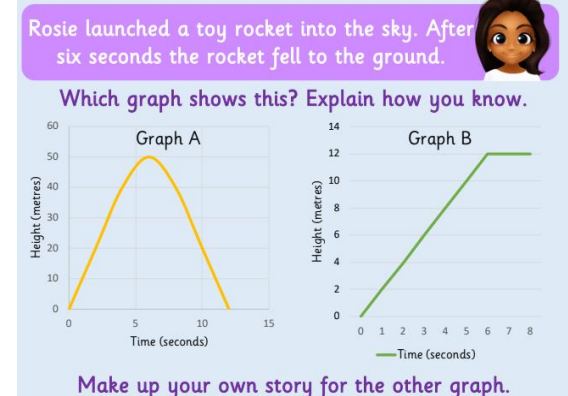 Rosie launched a toy rocket into the sky. After
six seconds the rocket fell to the ground.
Which graph shows this? Explain how you know.
Graph A
60
50
40
30
20
10
0
Height (metres)
0 5 10 15
Time (seconds)
Graph B
14
12
10
8
6
4
2
0
Height (metres)
0 1 2 3 4 5 6 7 8
Time (seconds)
Make up your own story for the other graph.